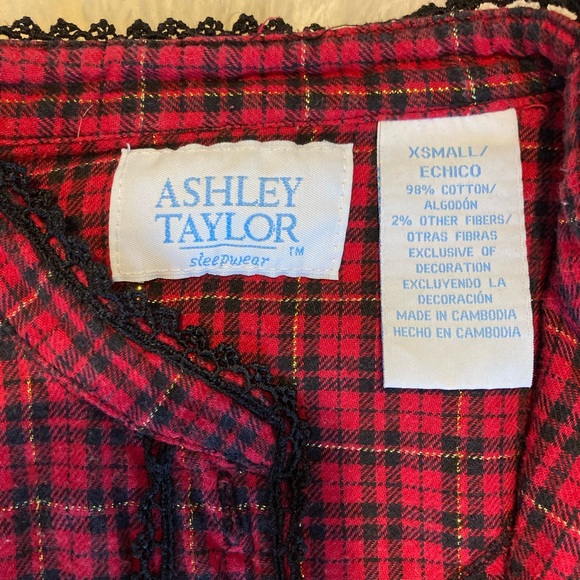 ASHLEY
TAYLOR
TM
sleepwear
XSMALL/
ECHICO
98% COTTON/
ALGODÓN
2% OTHER FIBERS/
OTRAS FIBRAS
EXCLUSIVE OF
DECORATION
EXCLUYENDO LA
DECORACIÓN
MADE IN CAMBODIA
HECHO EN CAMBODIA